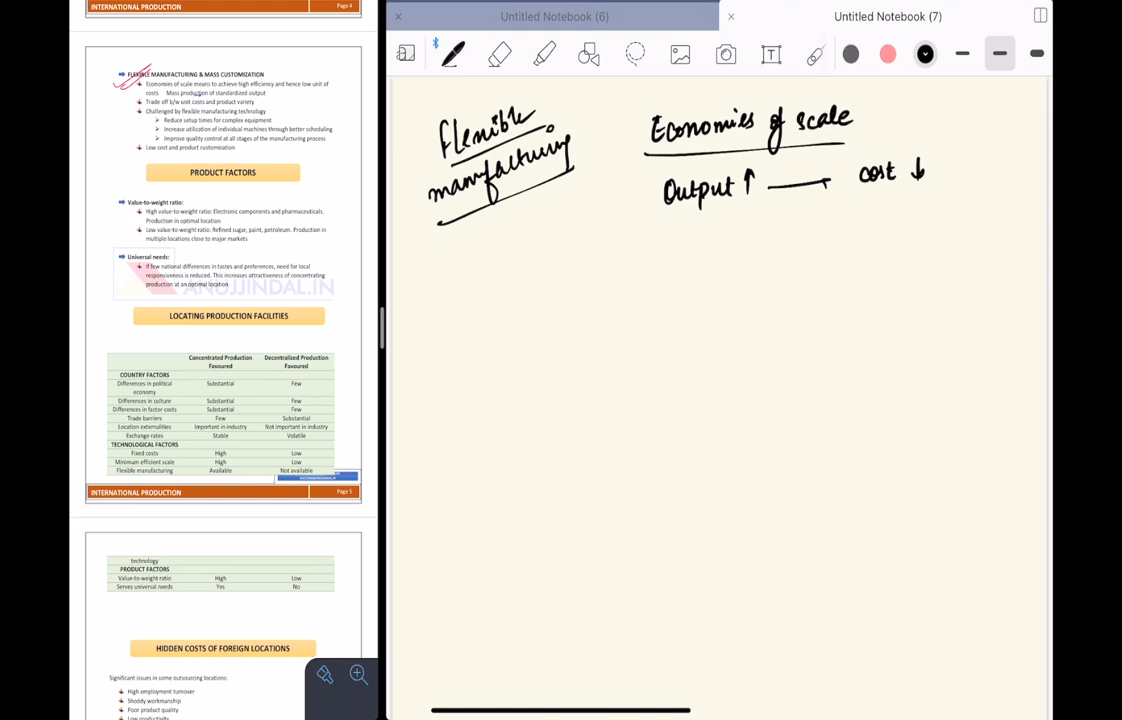 INTERNATIONAL PRODUCTION Page 4
FLEXIBLE MANUFACTURING & MASS CUSTOMIZATION
Economies of scale means to achieve high efficiency and hence low unit of
costs Mass production of standardized output
Trade off b/w unit costs and product variety
Challenged by flexible manufacturing technology
Reduce setup times for complex equipment
Increase utilization of individual machines through better scheduling
Improve quality control at all stages of the manufacturing process
Low cost and product customization
PRODUCT FACTORS
Value-to-weight ratio:
High value-to-weight ratio: Electronic components and pharmaceuticals.
Production in optimal location
Low value-to-weight ratio: Refined sugar, paint, petroleum. Production in
multiple locations close to major markets
Universal needs:
If few national differences in tastes and preferences, need for local
responsiveness is reduced. This increases attractiveness of concentrating
production at an optimal location
ANUJJINDAL.IN
LOCATING PRODUCTION FACILITIES
Concentrated Production Favoured Decentralized Production Favoured
COUNTRY FACTORS
Differences in political economy Substantial Few
Differences in culture Substantial Few
Differences in factor costs Substantial Few
Trade barriers Few Substantial
Location externalities Important in industry Not important in industry
Exchange rates Stable Volatile
TECHNOLOGICAL FACTORS
Fixed costs High Low
Minimum efficient scale High Low
Flexible manufacturing Available Not available
INTERNATIONAL PRODUCTION Page 5
technology
PRODUCT FACTORS
Value-to-weight ratio High Low
Serves universal needs Yes No
HIDDEN COSTS OF FOREIGN LOCATIONS
Significant issues in some outsourcing locations:
High employment turnover
Shoddy workmanship
Poor product quality
Low productivity
Untitled Notebook (6)
Untitled Notebook (7)
T
Flexible
manufacturing
Economies of scale
Output ↑ — cost ↓